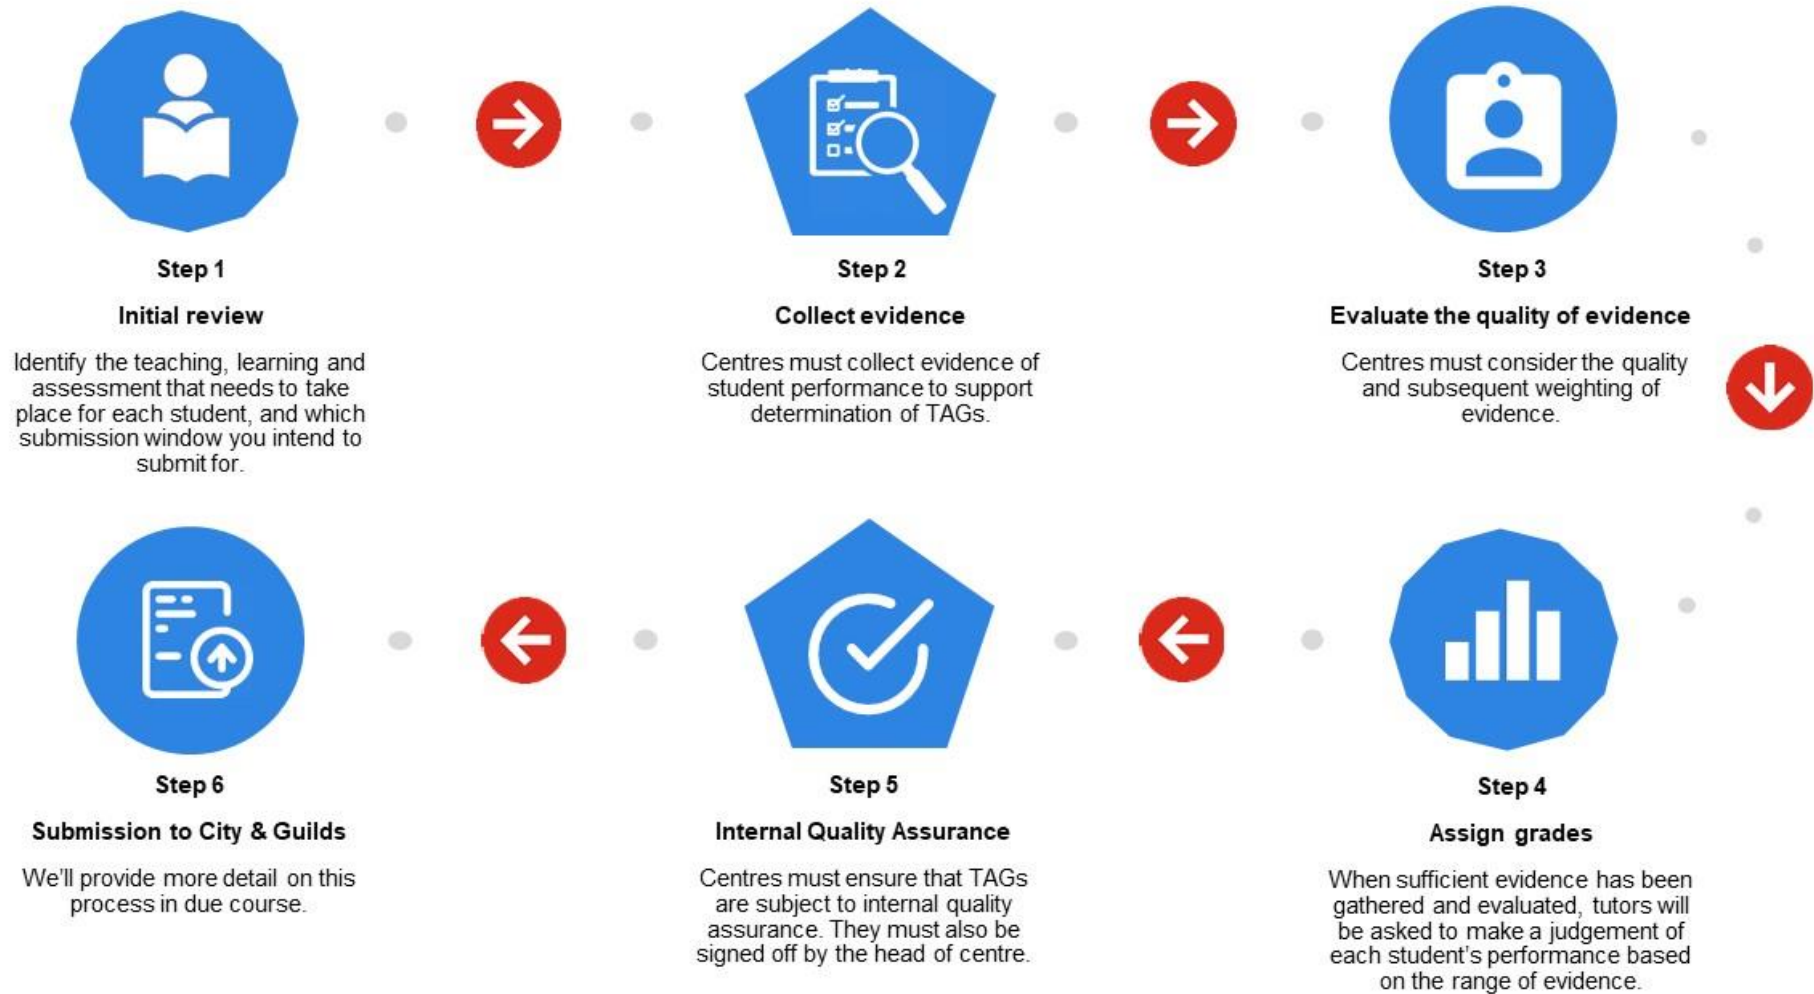 Step 1
Initial review
Identify the teaching, learning and
assessment that needs to take
place for each student, and which
submission window you intend to
submit for.
Step 2
Collect evidence
Centres must collect evidence of
student performance to support
determination of TAGs.
Step 3
Evaluate the quality of evidence
Centres must consider the quality
and subsequent weighting of
evidence.
Step 4
Assign grades
When sufficient evidence has been
gathered and evaluated, tutors will
be asked to make a judgement of
each student's performance based
on the range of evidence.
Step 5
Internal Quality Assurance
Centres must ensure that TAGs
are subject to internal quality
assurance. They must also be
signed off by the head of centre.
Step 6
Submission to City & Guilds
We'll provide more detail on this
process in due course.